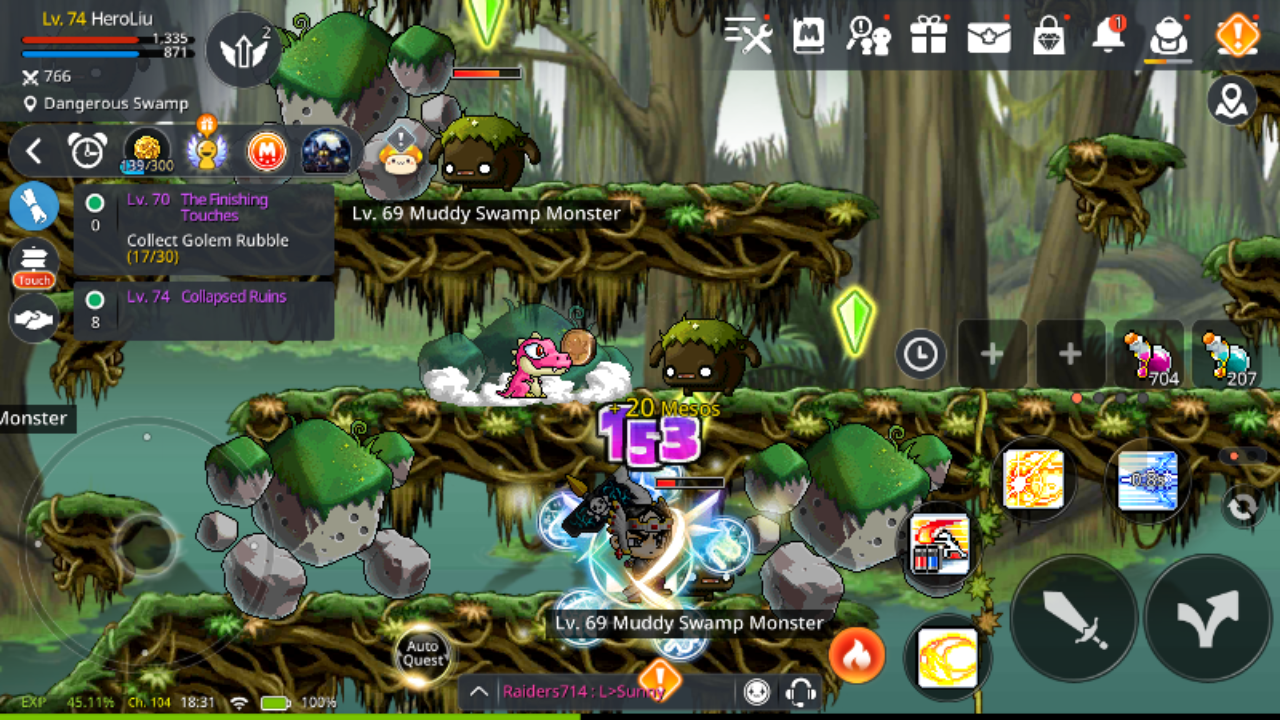 Lv. 74 HeroLiu
2
1,335
871
766
Dangerous Swamp
1
139/300
Lv. 70 The Finishing
Touches
0
Collect Golem Rubble
(17/30)
Touch
Lv. 74 Collapsed Ruins
8
Lv. 69 Muddy Swamp Monster
704
207
Monster
+ 20 Mesos
153
0.8s
Lv. 69 Muddy Swamp Monster
Auto
Quest
Raiders714 : L>Sunny
EXP 45.11% Ch. 104 18:31 100%